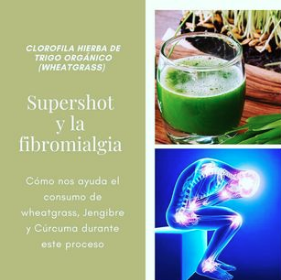 CLOROFILA HIERBA DE
TRIGO ORGÁNICO
(WHEATGRASS)
Supershot
y la
fibromialgia
Cómo nos ayuda el
consumo de
wheatgrass, Jengibre
y Cúrcuma durante
este proceso